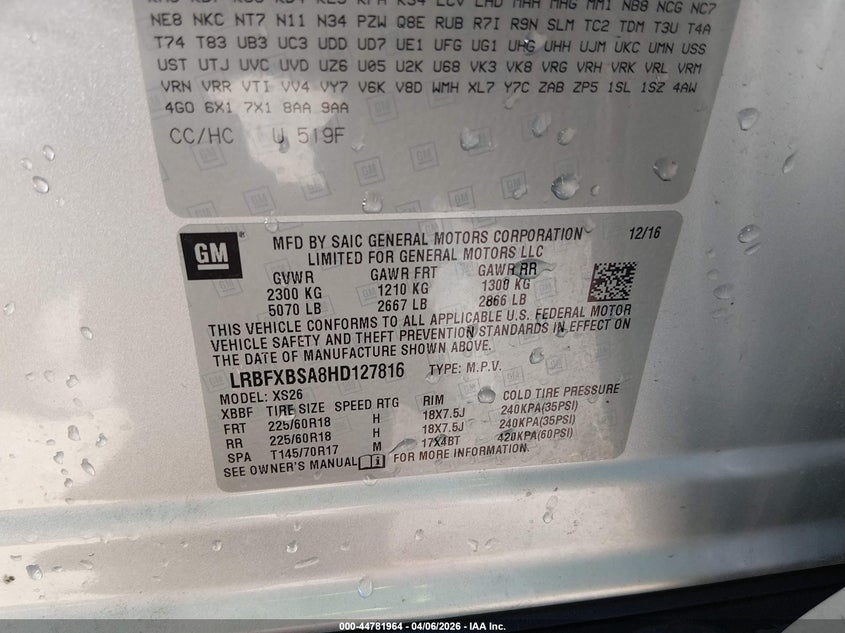 NE8 NKC NT7 N11 N34 PZW Q8E RUB R7I R9N SLM TC2 TDM T3U T4A
T74 T83 UB3 UC3 UDD UD7 UE1 UFG UG1 UHG UHH UJM UKC UMN USS
UST UTJ UVC UVD UZ6 U05 U2K U68 VK3 VK8 VRG VRH VRK VRL VRM
VRN VRR VTI VV4 VY7 V6K V8D WMH XL7 Y7C ZAB ZP5 1SL 1SZ 4AW
4G0 6X1 7X1 8AA 9AA
CC/HC U 519F
GM
MFD BY SAIC GENERAL MOTORS CORPORATION 12/16
LIMITED FOR GENERAL MOTORS LLC
GVWR GAWR FRT GAWR RR
2300 KG 1210 KG 1300 KG
5070 LB 2667 LB 2866 LB
THIS VEHICLE CONFORMS TO ALL APPLICABLE U.S. FEDERAL MOTOR
VEHICLE SAFETY AND THEFT PREVENTION STANDARDS IN EFFECT ON
THE DATE OF MANUFACTURE SHOWN ABOVE.
LRBFXBSA8HD127816 TYPE: M.P.V.
MODEL: XS26
XBBF TIRE SIZE SPEED RTG RIM COLD TIRE PRESSURE
FRT 225/60R18 H 18X7.5J 240KPA(35PSI)
RR 225/60R18 H 18X7.5J 240KPA(35PSI)
SPA T145/70R17 M 17X4BT 420KPA(60PSI)
SEE OWNER'S MANUAL FOR MORE INFORMATION.
000-44781964 04/06/2026 - IAA Inc.